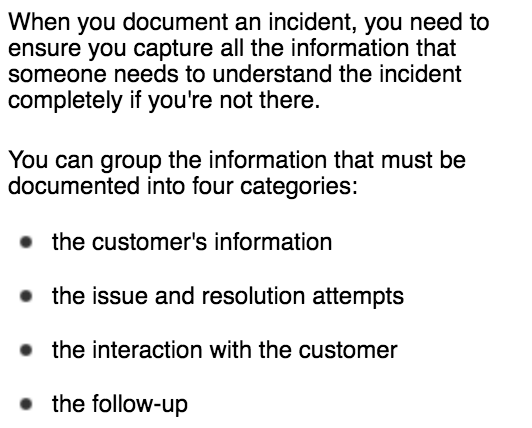 When you document an incident, you need to
ensure you capture all the information that
someone needs to understand the incident
completely if you're not there.
You can group the information that must be
documented into four categories:
• the customer's information
• the issue and resolution attempts
• the interaction with the customer
• the follow-up